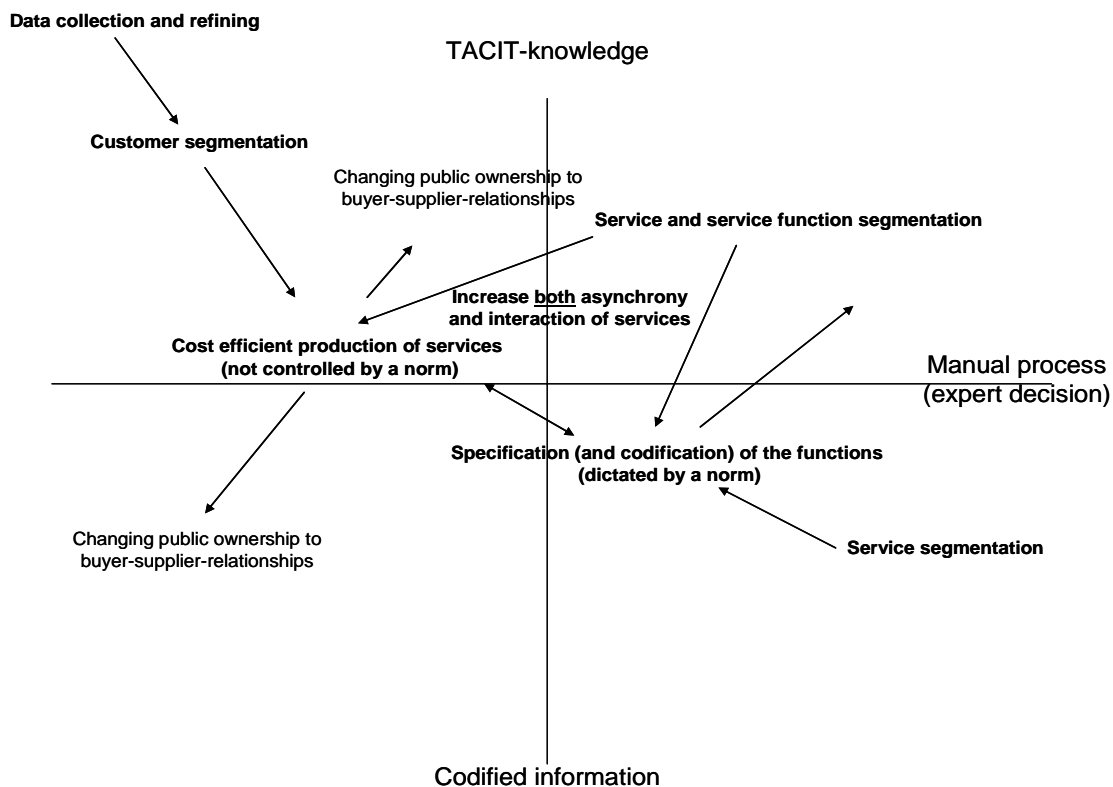 Data collection and refining
TACIT-knowledge
Customer segmentation
Changing public ownership to
buyer-supplier-relationships
Service and service function segmentation
Increase both asynchrony
and interaction of services
Cost efficient production of services
(not controlled by a norm)
Manual process
(expert decision)
Specification (and codification) of the functions
(dictated by a norm)
Changing public ownership to
buyer-supplier-relationships
Service segmentation
Codified information